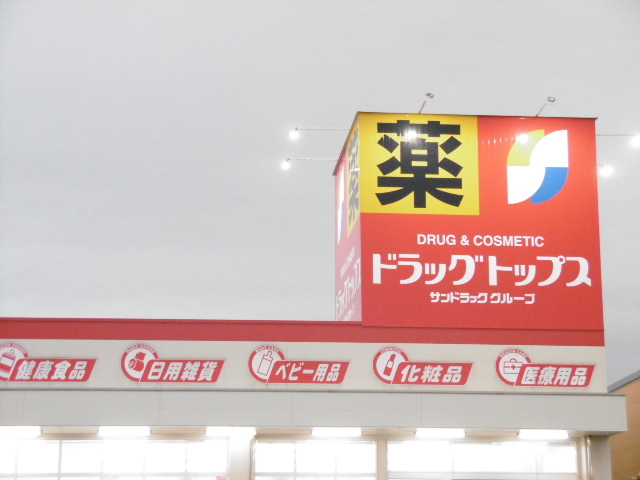 薬
DRUG & COSMETIC
ドラッグトップス
サンドラッググループ
健康食品
日用雑貨
ベビー用品
化粧品
医療用品